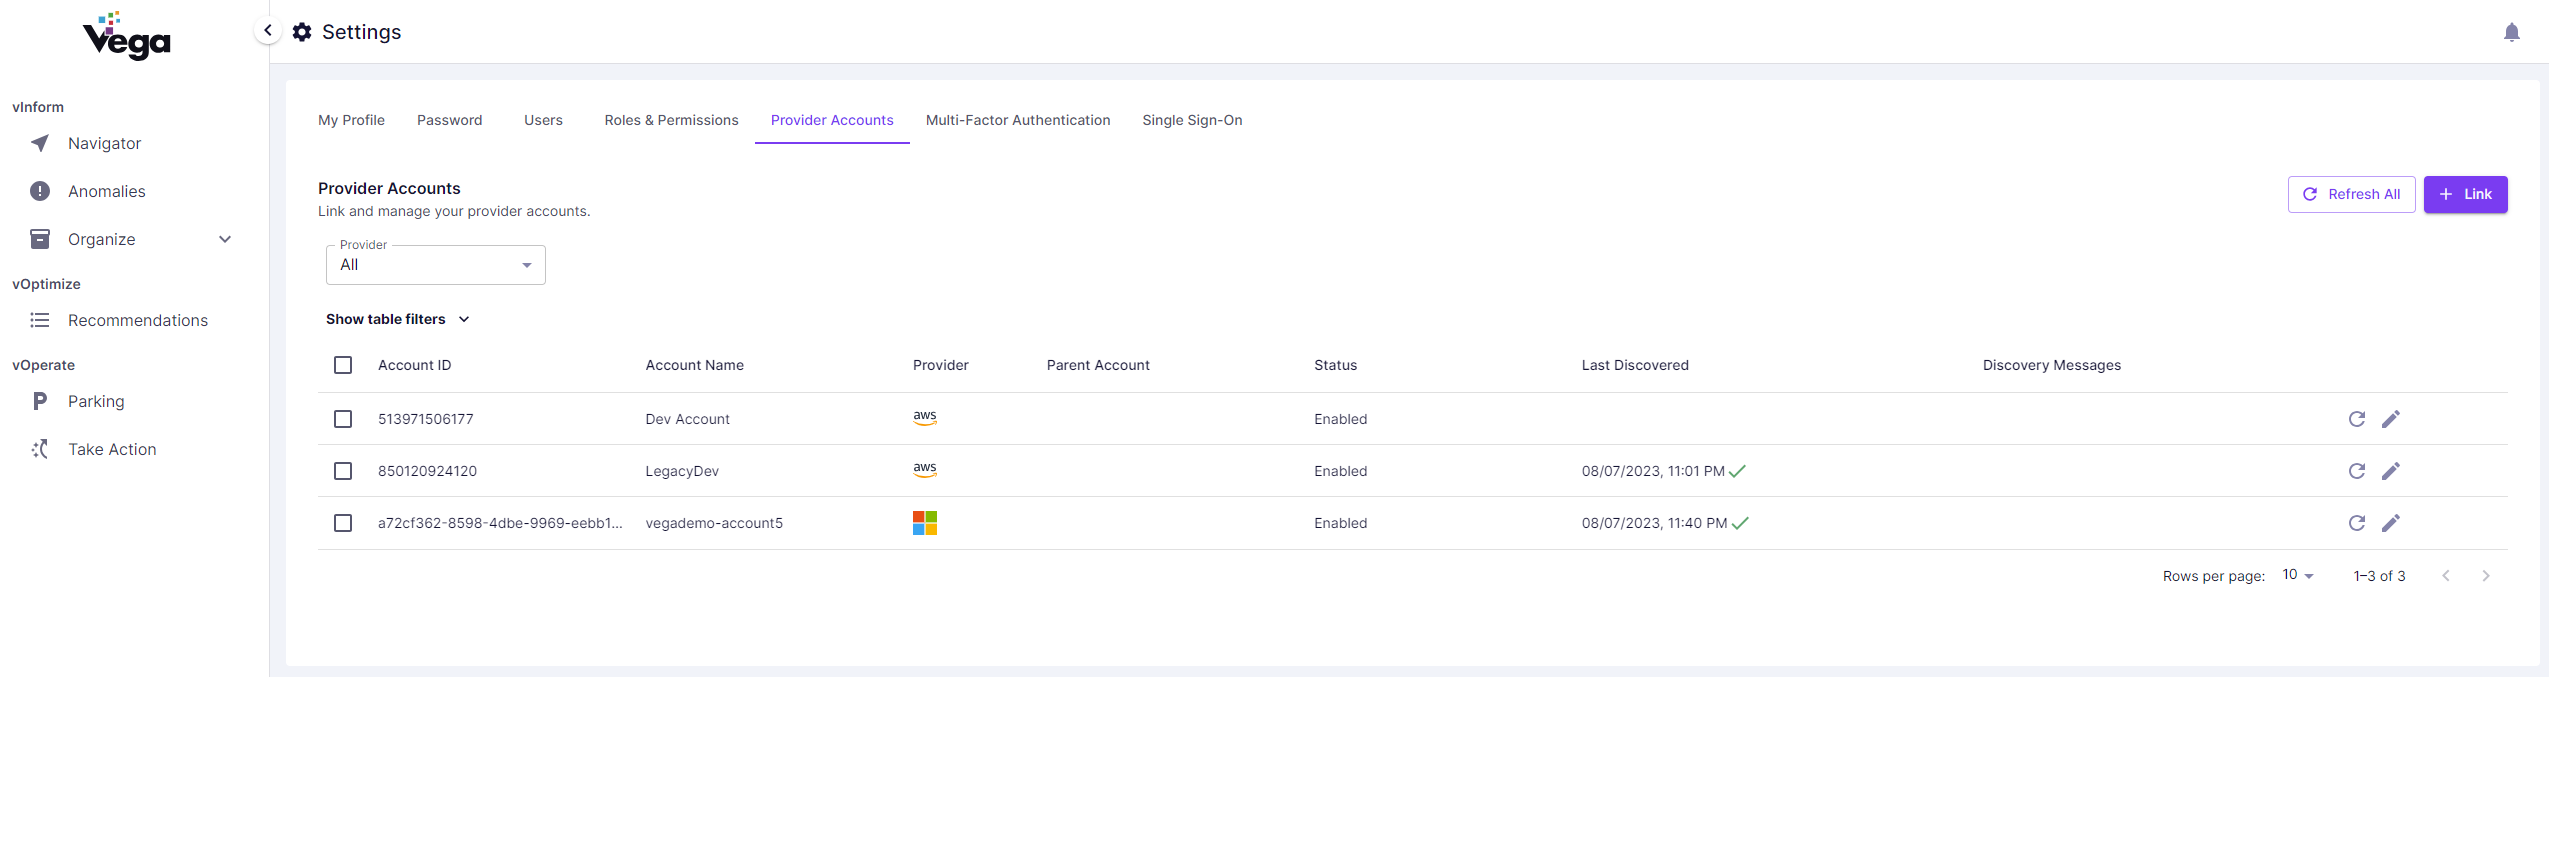 Vega
Settings
vInform
Navigator
Anomalies
Organize
vOptimize
Recommendations
vOperate
Parking
Take Action
My Profile Password Users Roles & Permissions Provider Accounts Multi-Factor Authentication Single Sign-On
Provider Accounts
Link and manage your provider accounts.
Refresh All
Link
Provider
All
Show table filters
Account ID Account Name Provider Parent Account Status Last Discovered Discovery Messages
513971506177 Dev Account aws Enabled
850120924120 LegacyDev aws Enabled 08/07/2023, 11:01 PM
a72cf362-8598-4dbe-9969-eebb1... vegademo-account5 Enabled 08/07/2023, 11:40 PM
Rows per page: 10 1–3 of 3